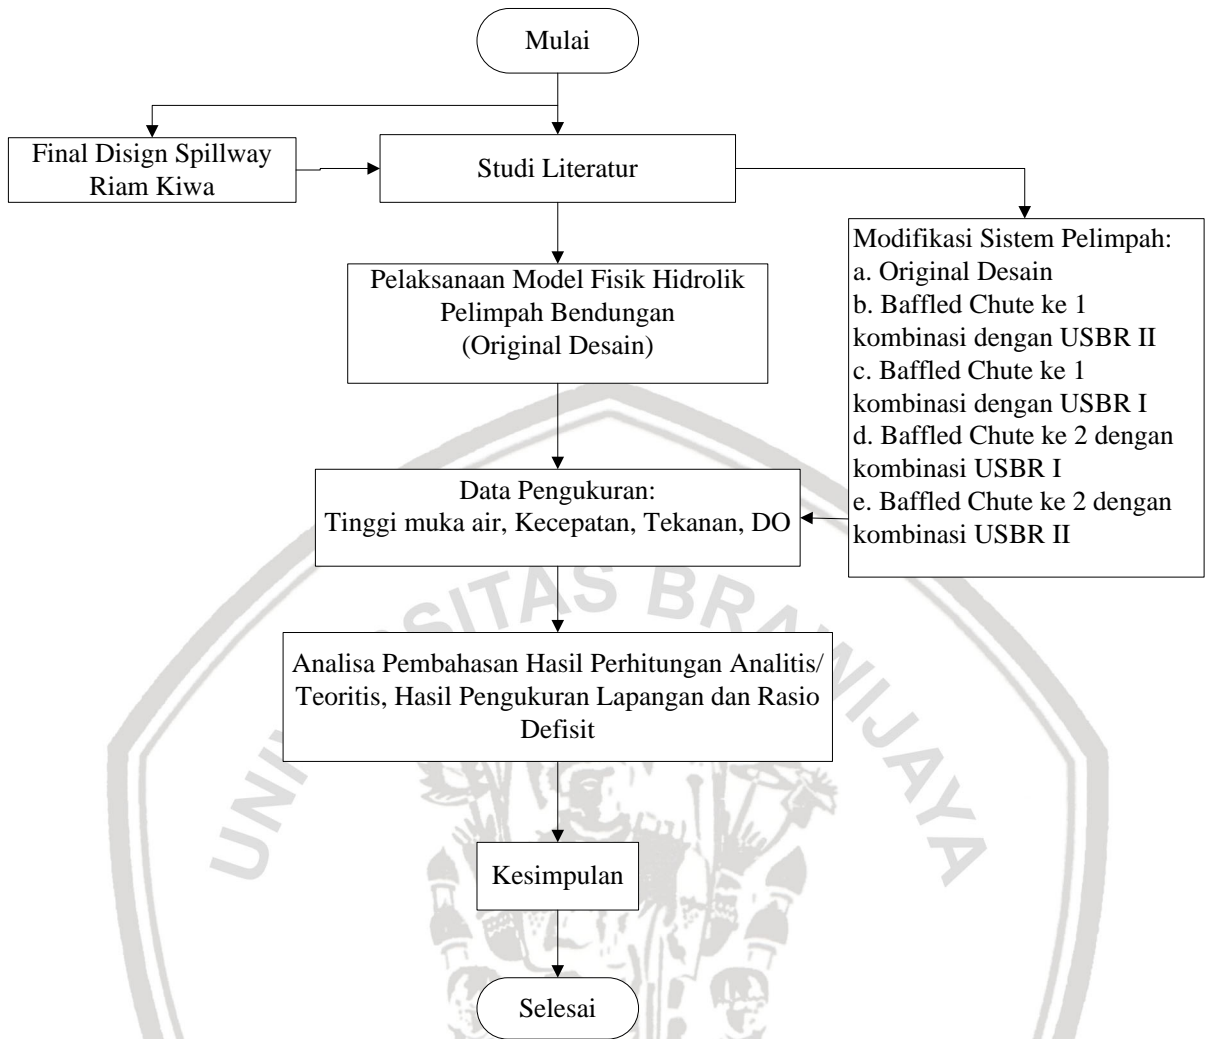 Mulai
Final Disign Spillway
Riam Kiwa
Studi Literatur
Modifikasi Sistem Pelimpah:
a. Original Desain
b. Baffled Chute ke 1
kombinasi dengan USBR II
c. Baffled Chute ke 1
kombinasi dengan USBR I
d. Baffled Chute ke 2 dengan
kombinasi USBR I
e. Baffled Chute ke 2 dengan
kombinasi USBR II
Pelaksanaan Model Fisik Hidrolik
Pelimpah Bendungan
(Original Desain)
Data Pengukuran:
Tinggi muka air, Kecepatan, Tekanan, DO
Analisa Pembahasan Hasil Perhitungan Analitis/
Teoritis, Hasil Pengukuran Lapangan dan Rasio
Defisit
Kesimpulan
Selesai
BRAWIJAYA